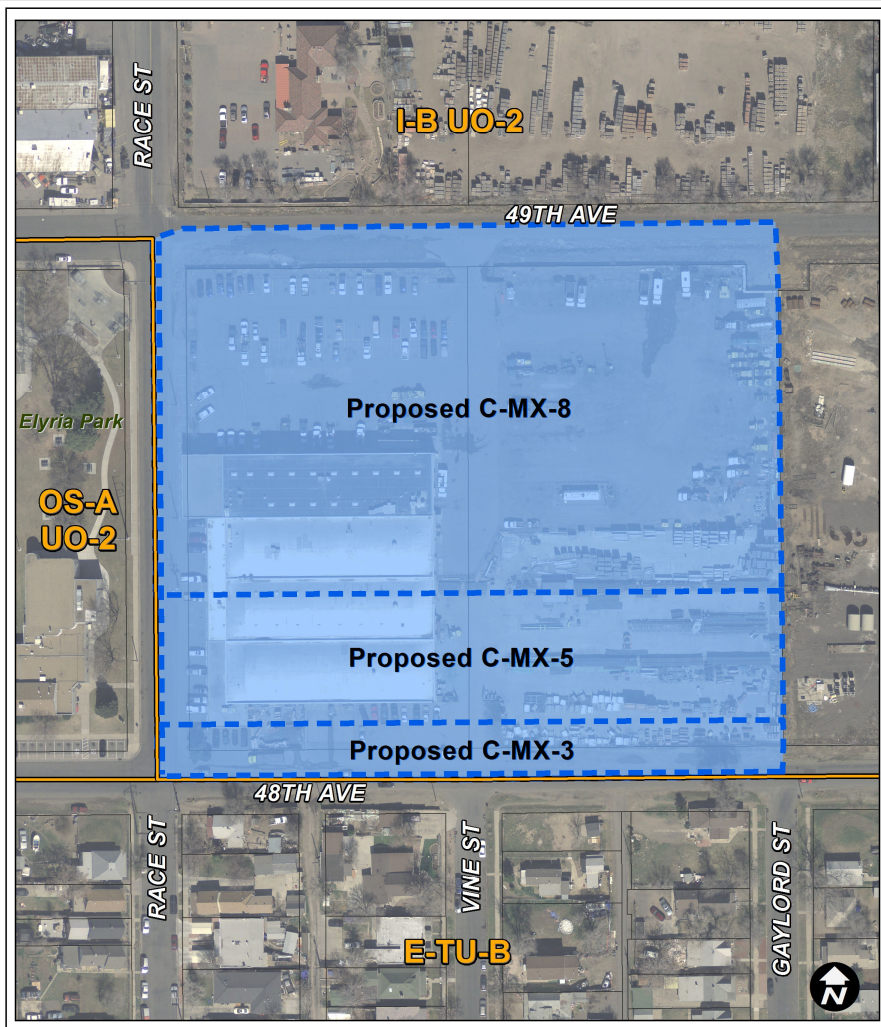 RACE ST
I-B UO-2
49TH AVE
Proposed C-MX-8
Elyria Park
OS-A
UO-2
Proposed C-MX-5
Proposed C-MX-3
48TH AVE
RACE ST
VINE ST
GAYLORD ST
E-TU-B
N